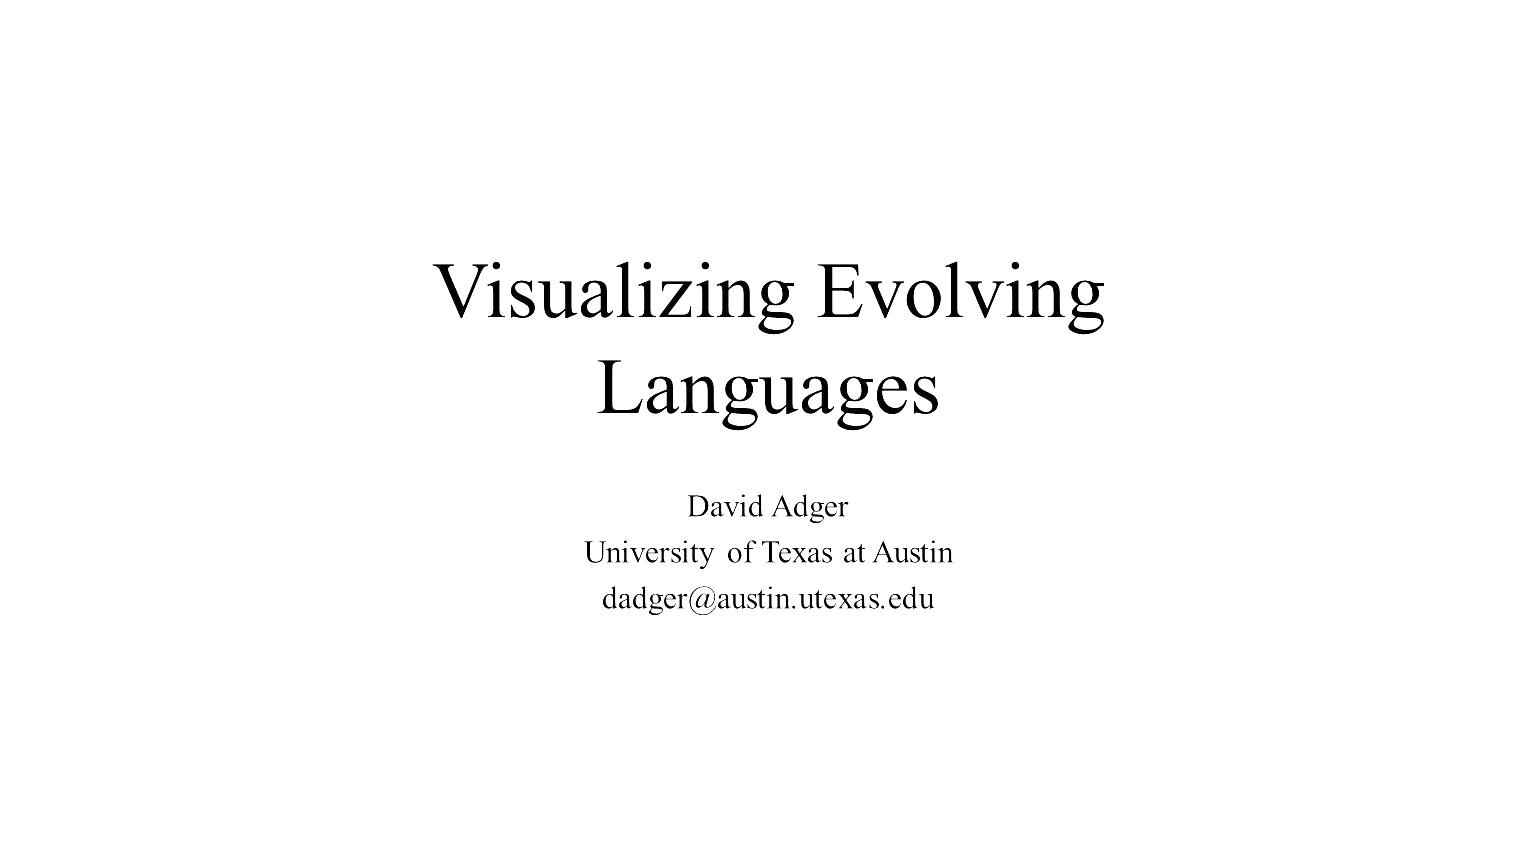 Visualizing Evolving
Languages
David Adger
University of Texas at Austin
dadger@austin.utexas.edu